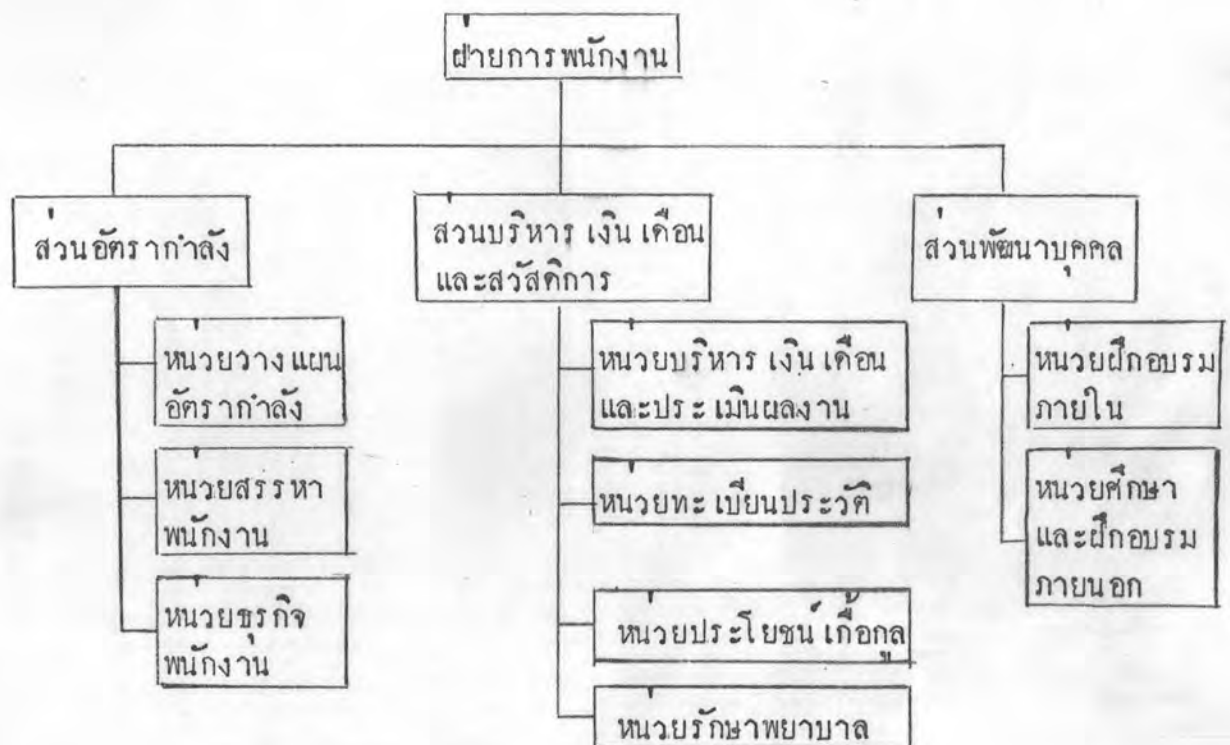 ฝ่ายการพนักงาน
ส่วนอัตรากำลัง
ส่วนบริหารเงินเดือน
และสวัสดิการ
ส่วนพัฒนาบุคคล
หน่วยวางแผน
อัตรากำลัง
หน่วยสรรหา
พนักงาน
หน่วยธุรกิจ
พนักงาน
หน่วยบริหารเงินเดือน
และประเมินผลงาน
หน่วยทะเบียนประวัติ
หน่วยประโยชน์เกื้อกูล
หน่วยรักษาพยาบาล
หน่วยฝึกอบรม
ภายใน
หน่วยศึกษา
และฝึกอบรม
ภายนอก